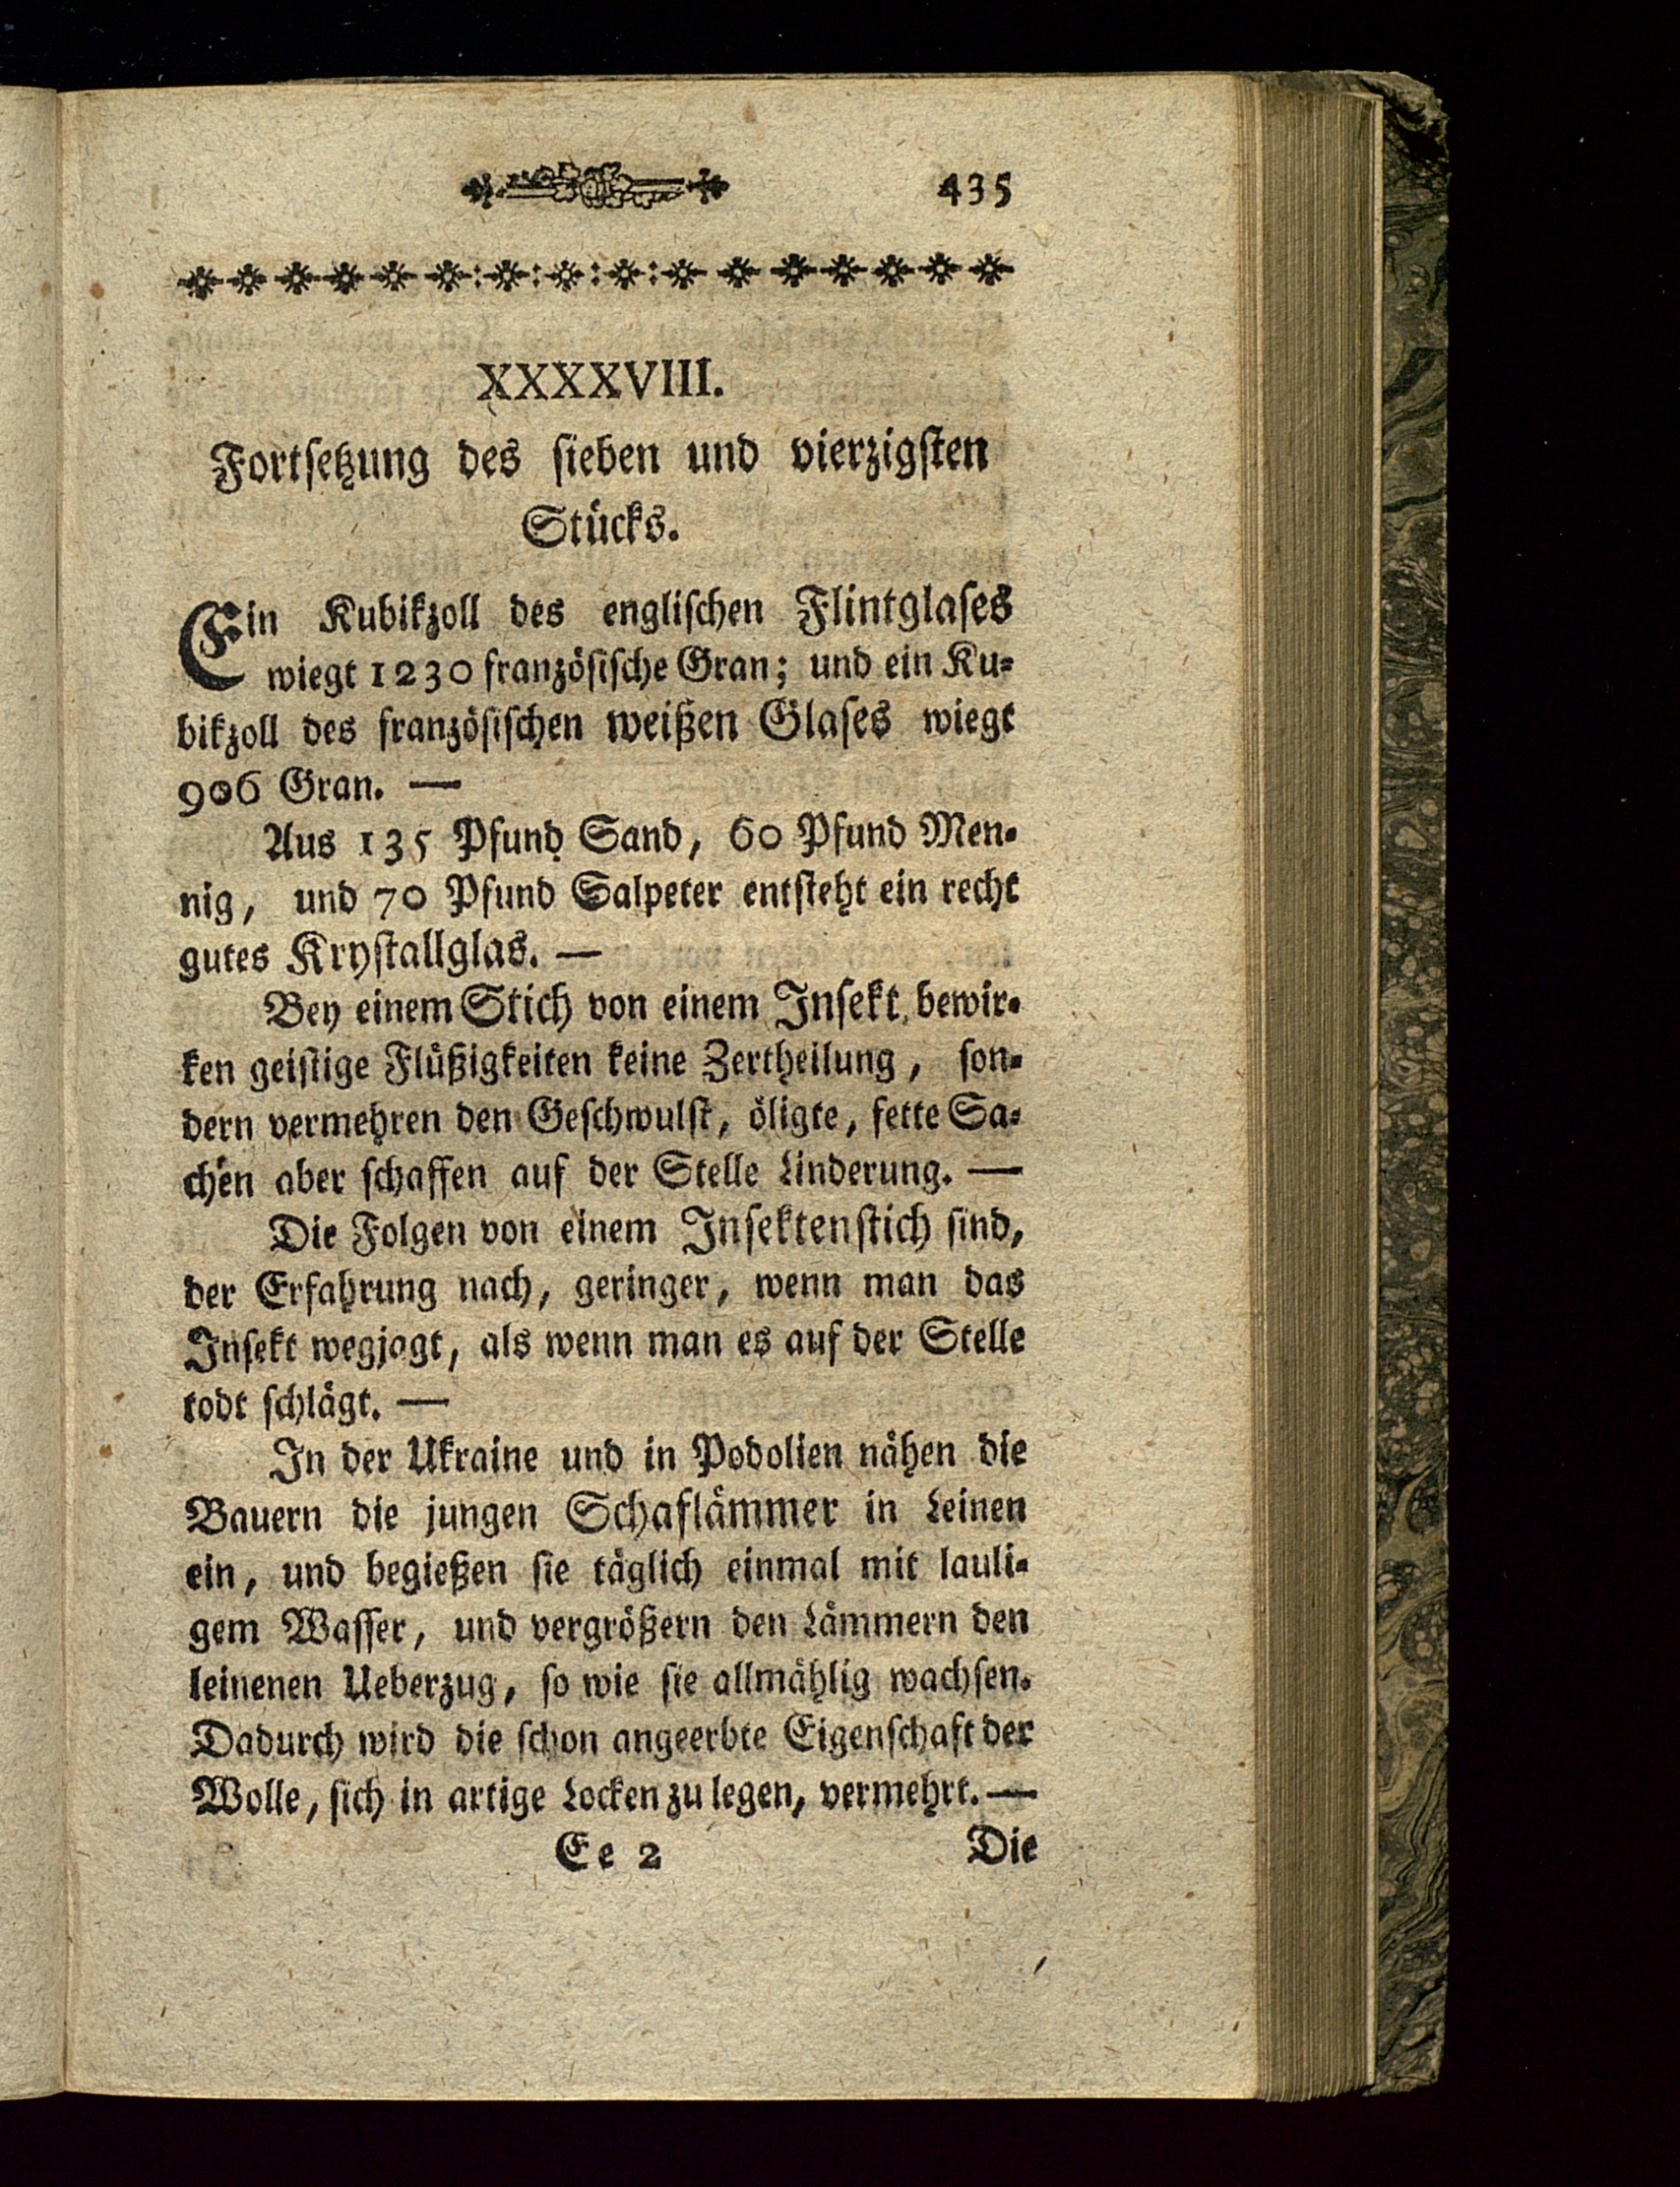 435
XXXXVIII.
Fortsetzung des sieben und vierzigsten
Stücks.
Ein Kubikzoll des englischen Flintglases
wiegt 1230 französische Gran; und ein Ku-
bikzoll des französischen weißen Glases wiegt
906 Gran. —
Aus 135 Pfund Sand, 60 Pfund Men-
nig, und 70 Pfund Salpeter entsteht ein recht
gutes Krystallglas. —
Bey einem Stich von einem Insekt, bewir-
ken geistige Flüßigkeiten keine Zertheilung, son-
dern vermehren den Geschwulst, öligte, fette Sa-
chen aber schaffen auf der Stelle Linderung. —
Die Folgen von einem Insektenstich sind,
der Erfahrung nach, geringer, wenn man das
Insekt wegjagt, als wenn man es auf der Stelle
todt schlägt. —
In der Ukraine und in Podolien nähen die
Bauern die jungen Schaflämmer in Leinen
ein, und begießen sie täglich einmal mit lauli-
gem Wasser, und vergrößern den Lämmern den
leinenen Ueberzug, so wie sie allmählig wachsen.
Dadurch wird die schon angeerbte Eigenschaft der
Wolle, sich in artige Locken zu legen, vermehrt. —
Ee 2 Die